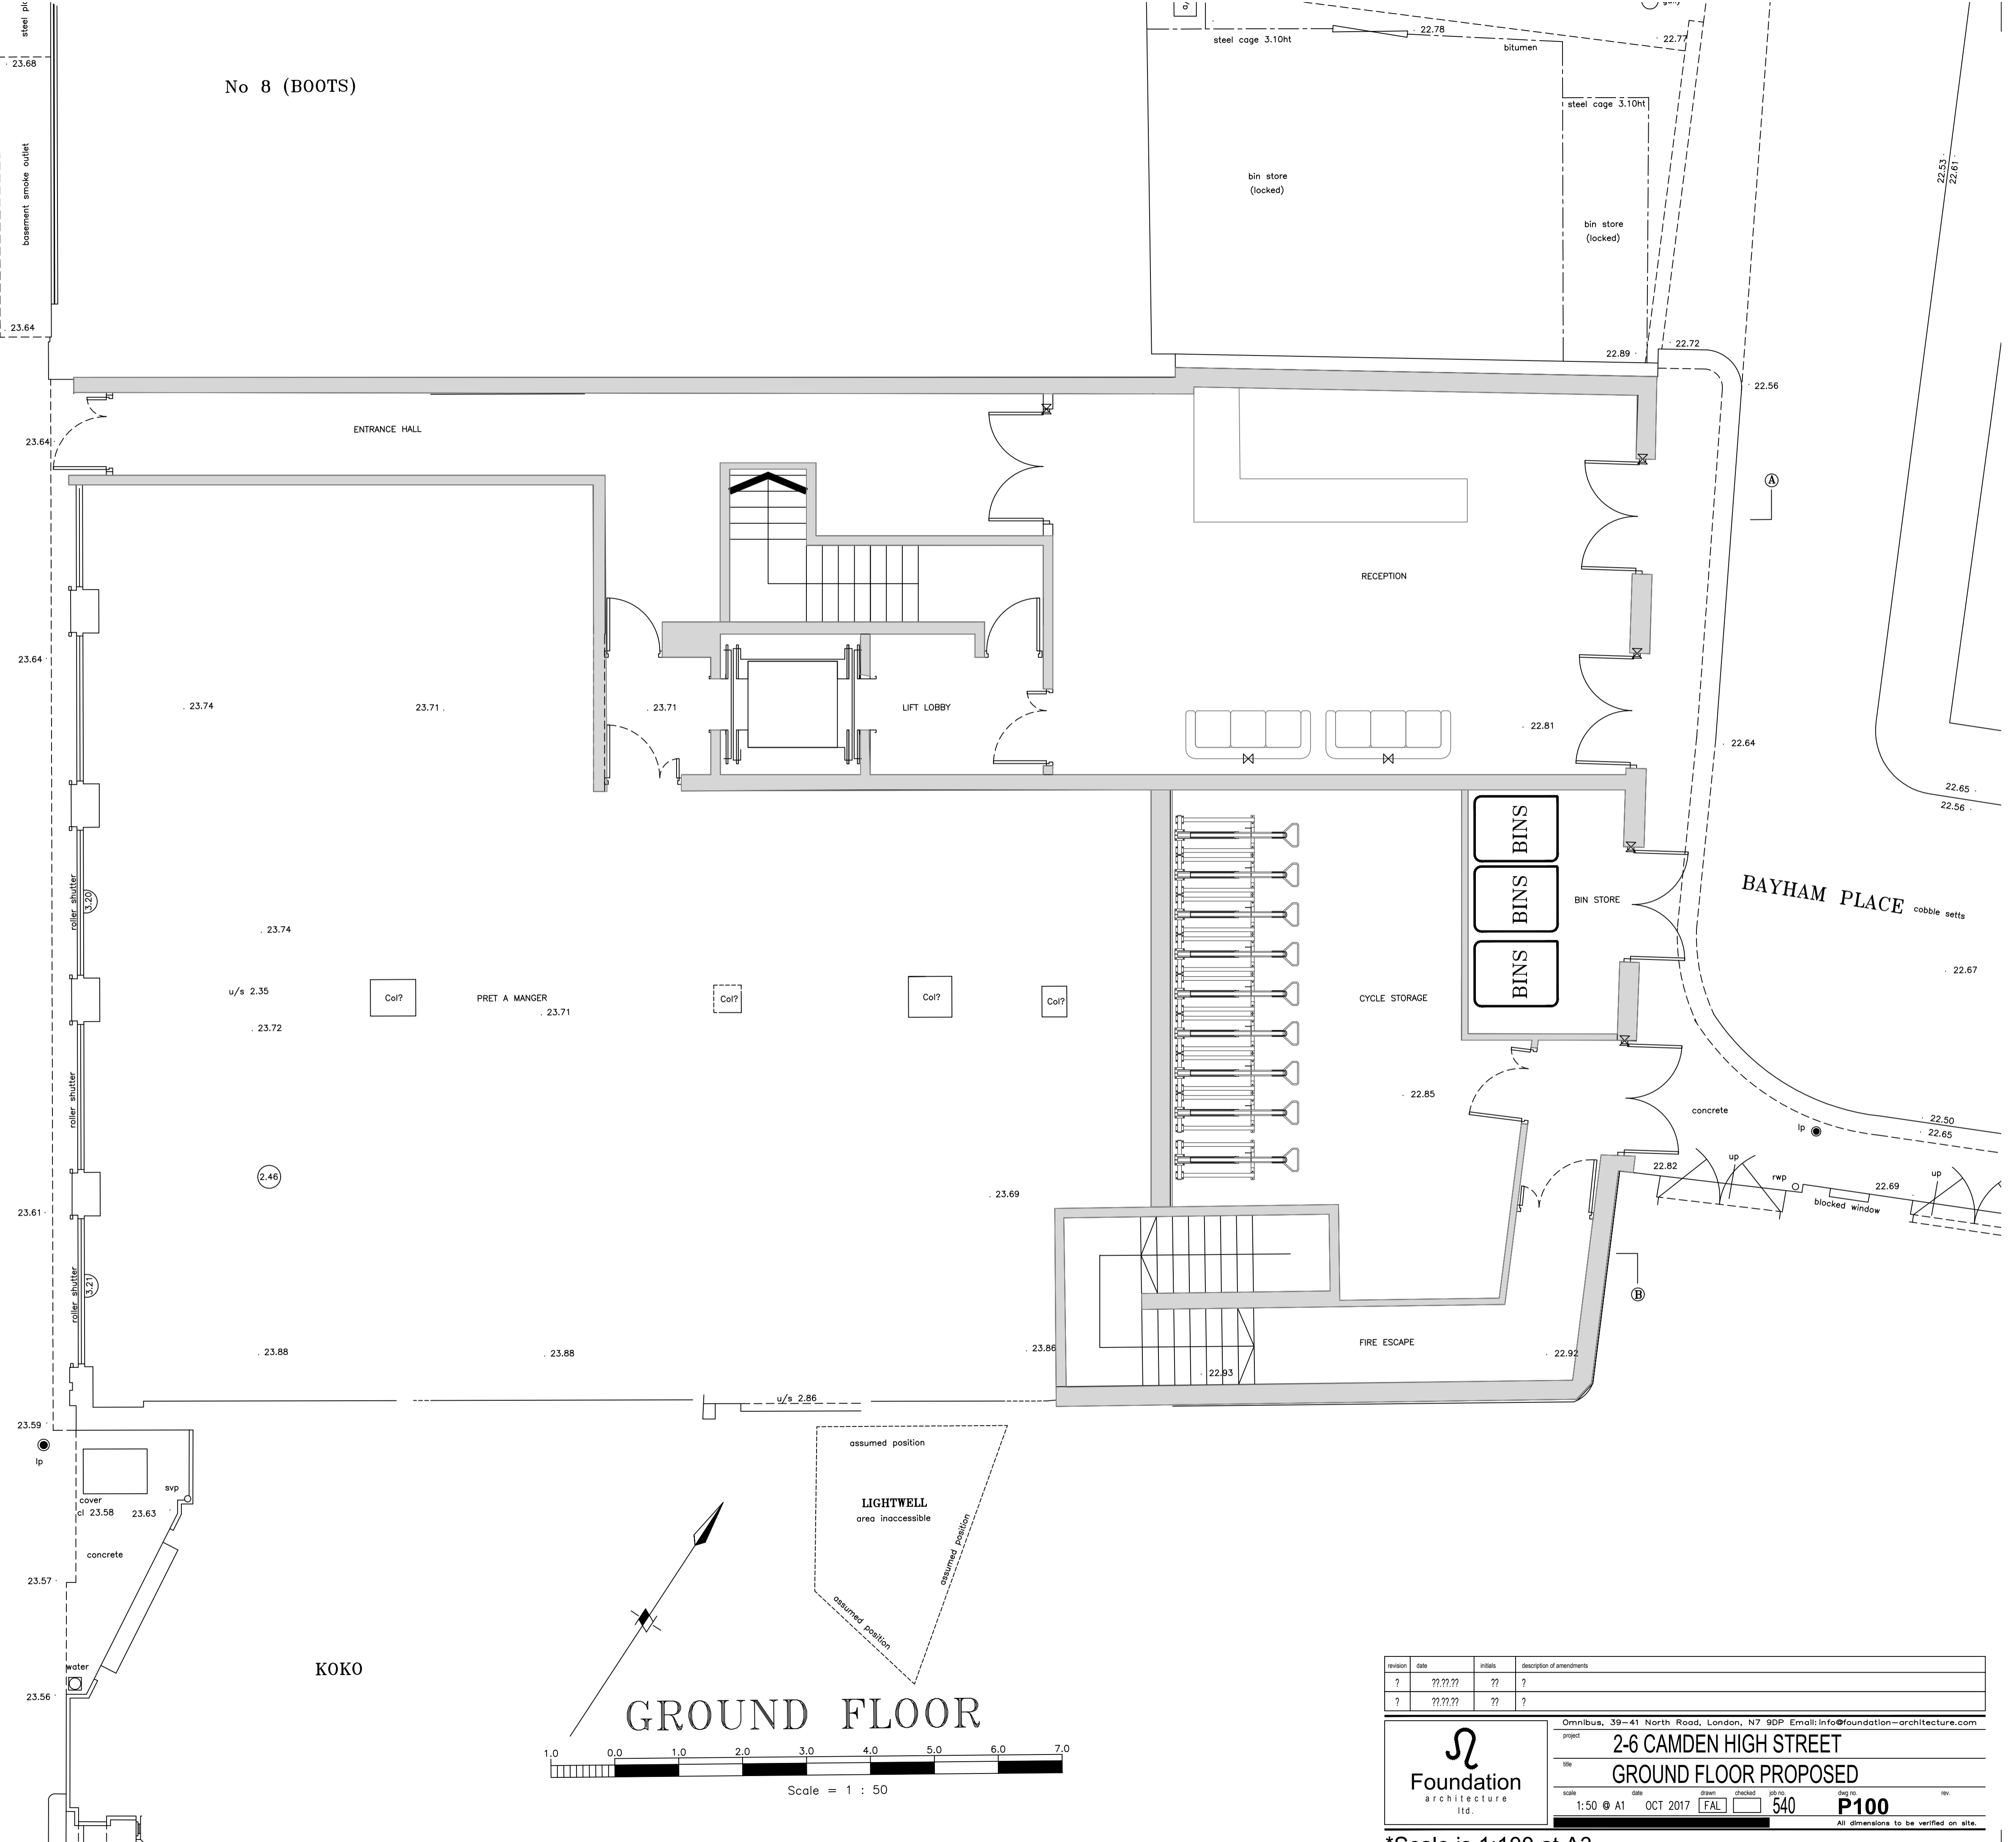 steel
23.68
No 8 (BOOTS)
basement smoke outlet
23.64
steel cage 3.10ht
22.78
bitumen
22.77
steel cage 3.10ht
bin store
(locked)
bin store
(locked)
22.53
22.61
22.89
22.72
22.56
ENTRANCE HALL
23.64
A
RECEPTION
23.64
23.74
23.71
23.71
LIFT LOBBY
22.81
22.64
22.65
22.56
roller shutter
3.20
BINS
BINS
BINS
BIN STORE
BAYHAM PLACE
cobble setts
23.74
22.67
u/s 2.35
Col?
PRET A MANGER
Col?
Col?
Col?
CYCLE STORAGE
23.71
23.72
roller shutter
22.85
concrete
22.50
22.65
lp
2.46
23.69
23.61
22.82
up
rwp
22.69
up
blocked window
roller shutter
3.21
B
FIRE ESCAPE
23.88
23.88
23.86
22.93
22.92
u/s 2.86
23.59
lp
assumed position
cover
cl 23.58
svp
23.63
LIGHTWELL
area inaccessible
assumed position
assumed position
concrete
23.57
water
23.56
KOKO
GROUND FLOOR
1.0 0.0 1.0 2.0 3.0 4.0 5.0 6.0 7.0
Scale = 1 : 50
revision date initials description of amendments
? ??.??.?? ?? ?
? ??.??.?? ?? ?
Foundation
architecture
ltd.
Omnibus, 39-41 North Road, London, N7 9DP Email:info@foundation-architecture.com
project
2-6 CAMDEN HIGH STREET
title
GROUND FLOOR PROPOSED
scale date drawn checked job no. dwg no. rev.
1:50 @ A1 OCT 2017 FAL 540 P100
All dimensions to be verified on site.
*Scale is 1:100 at A3